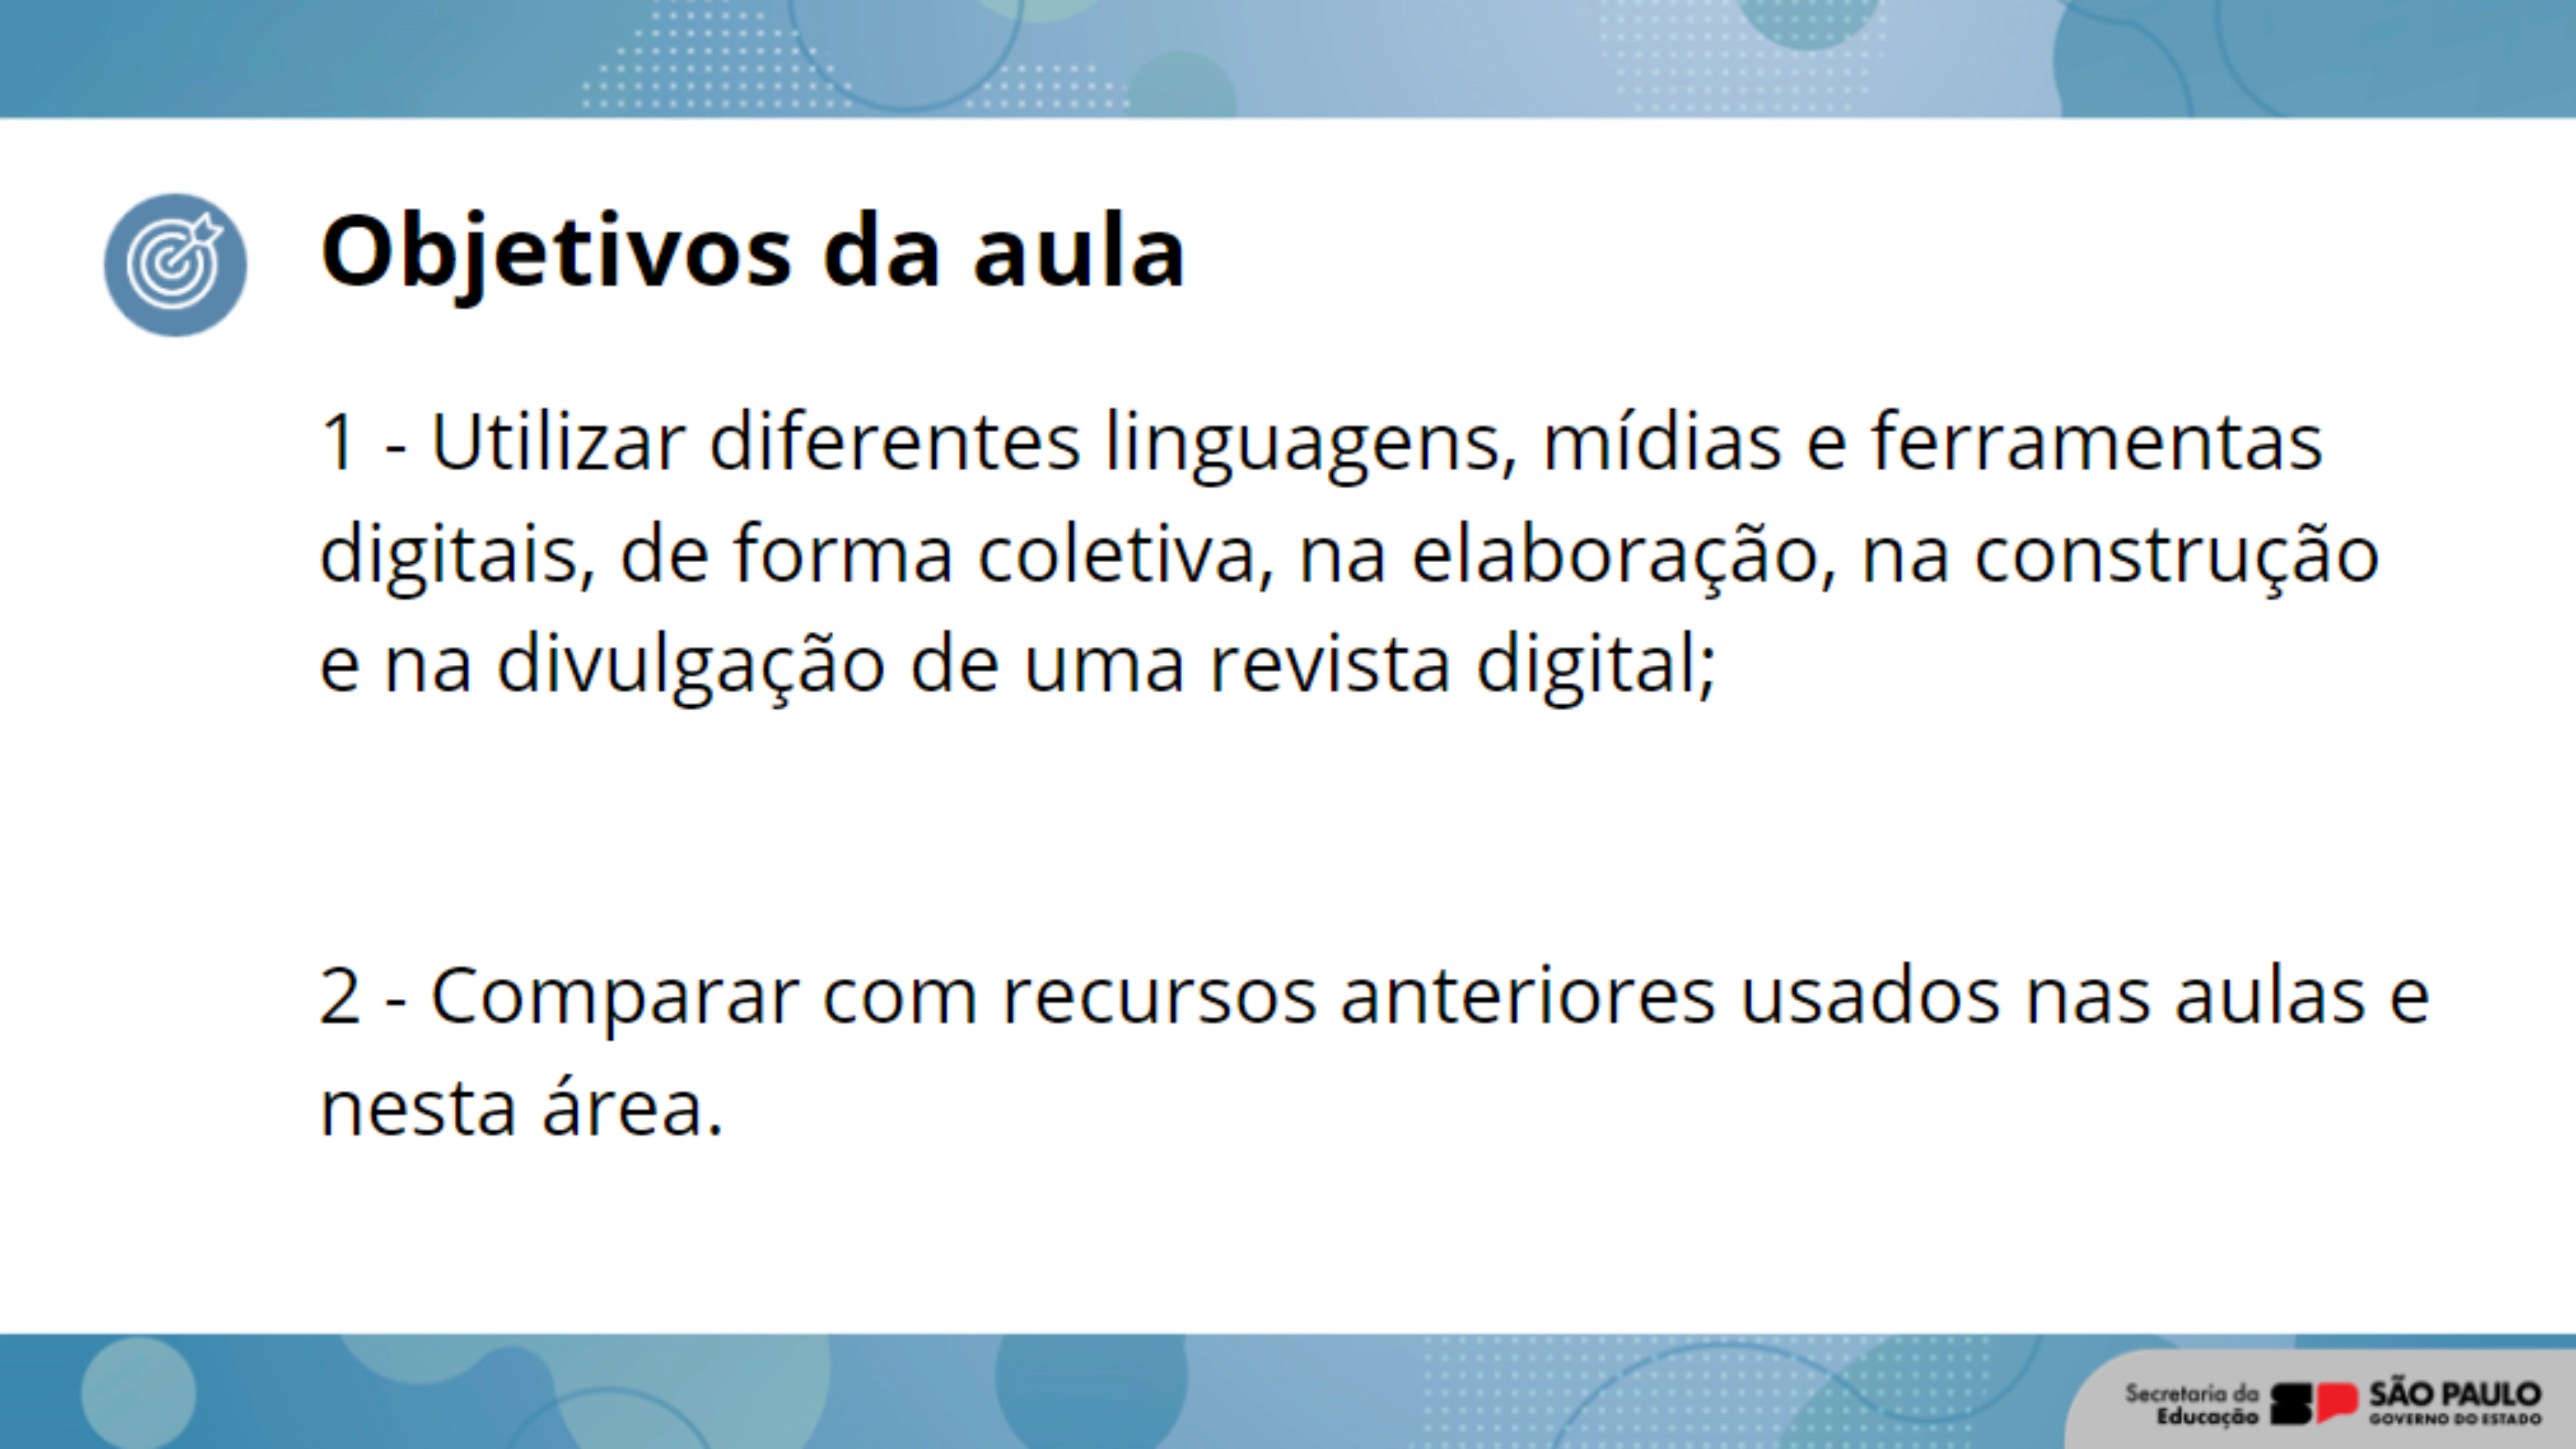 Objetivos da aula
1 - Utilizar diferentes linguagens, mídias e ferramentas
digitais, de forma coletiva, na elaboração, na construção
e na divulgação de uma revista digital;
2 - Comparar com recursos anteriores usados nas aulas e
nesta área.
Secretaria da
Educação
SP
SÃO PAULO
GOVERNO DO ESTADO